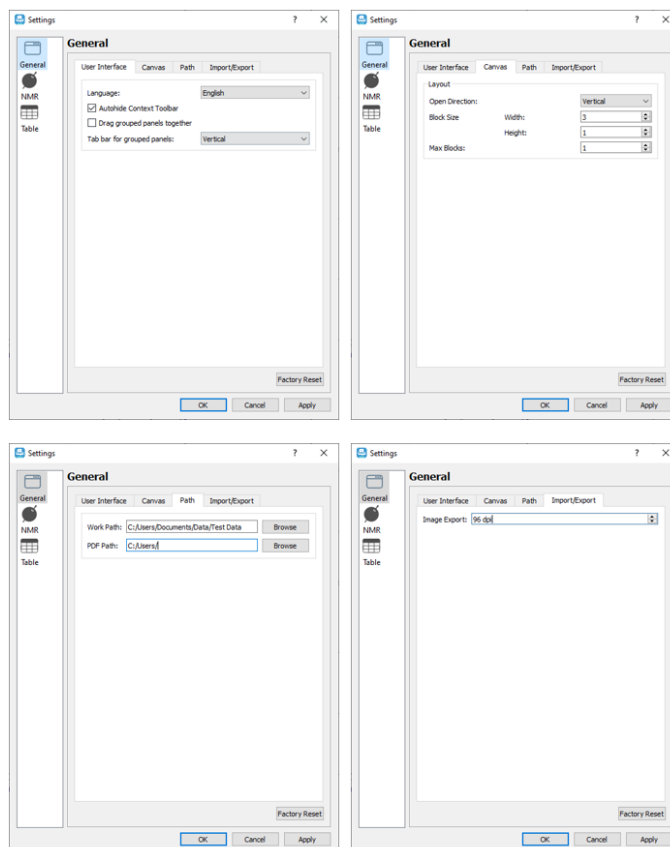 Settings ? ×
General
General
NMR
Table
User Interface Canvas Path Import/Export
Language: English
Autohide Context Toolbar
Drag grouped panels together
Tab bar for grouped panels: Vertical
Factory Reset
OK Cancel Apply
Settings ? ×
General
General
NMR
Table
User Interface Canvas Path Import/Export
Layout
Open Direction: Vertical
Block Size Width: 3
Height: 1
Max Blocks: 1
Factory Reset
OK Cancel Apply
Settings ? ×
General
General
NMR
Table
User Interface Canvas Path Import/Export
Work Path: C:/Users/Documents/Data/Test Data Browse
PDF Path: C:/Users/ Browse
Factory Reset
OK Cancel Apply
Settings ? ×
General
General
NMR
Table
User Interface Canvas Path Import/Export
Image Export: 96 dpi
Factory Reset
OK Cancel Apply